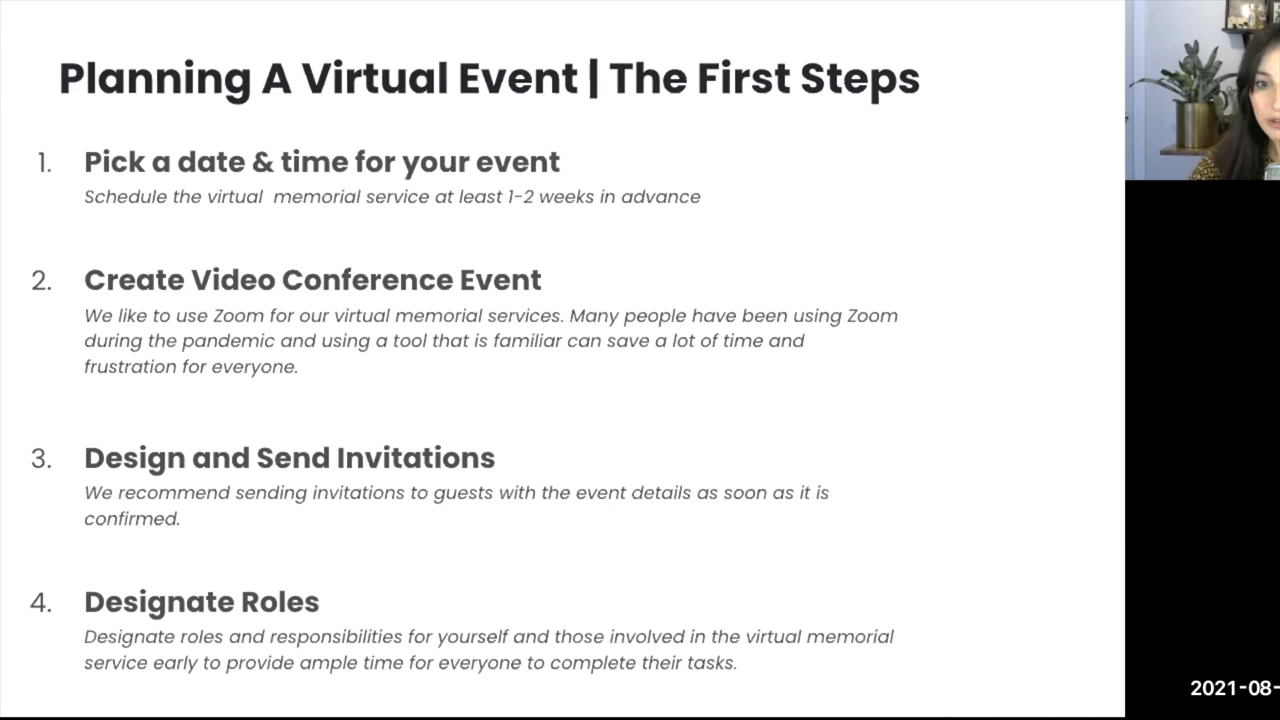 Planning A Virtual Event | The First Steps
1. Pick a date & time for your event
Schedule the virtual memorial service at least 1-2 weeks in advance
2. Create Video Conference Event
We like to use Zoom for our virtual memorial services. Many people have been using Zoom
during the pandemic and using a tool that is familiar can save a lot of time and
frustration for everyone.
3. Design and Send Invitations
We recommend sending invitations to guests with the event details as soon as it is
confirmed.
4. Designate Roles
Designate roles and responsibilities for yourself and those involved in the virtual memorial
service early to provide ample time for everyone to complete their tasks.
2021-08-